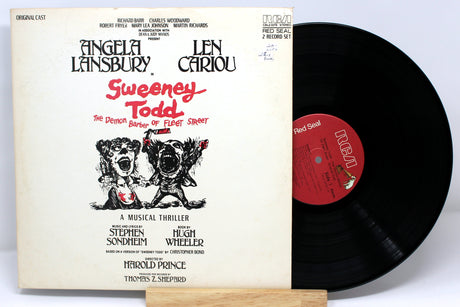 ORIGINAL CAST
RICHARD BARR CHARLES WOODWARD
ROBERT FRYER MARY LEA JOHNSON MARTIN RICHARDS
IN ASSOCIATION WITH
DEAN & JUDY MANOS
PRESENT
RCA
RED SEAL
2 RECORD SET
ANGELA LEN
LANSBURY CARIOU
IN
Sweeney
Todd
The Demon Barber of Fleet Street
A MUSICAL THRILLER
MUSIC AND LYRICS BY BOOK BY
STEPHEN HUGH
SONDHEIM WHEELER
BASED ON A VERSION OF "SWEENEY TODD" BY CHRISTOPHER BOND
DIRECTED BY
HAROLD PRINCE
PRODUCED AND RECORDED BY
THOMAS Z. SHEPARD
Red Seal
RCA